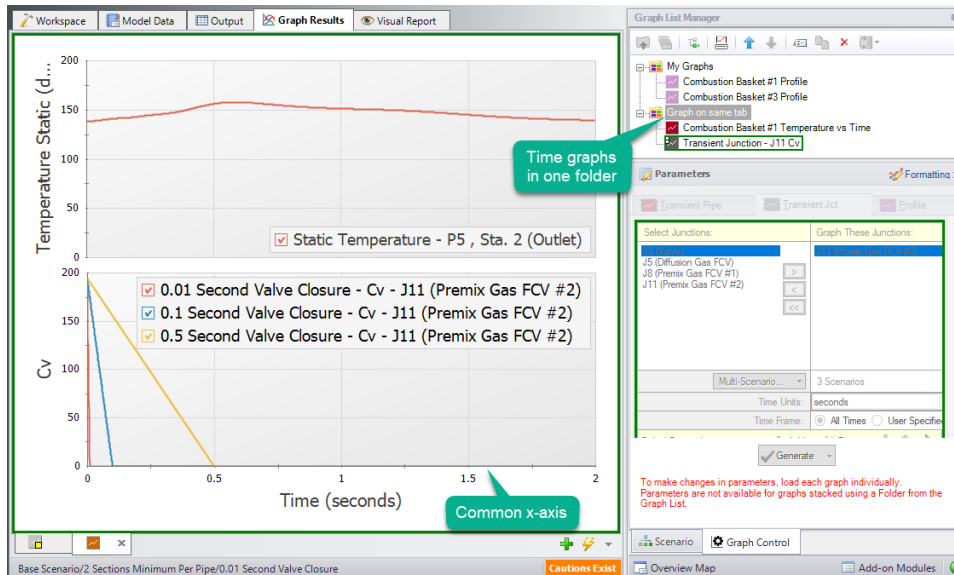 Workspace
Model Data
Output
Graph Results
Visual Report
200
150
100
50
0
Temperature Static (d...
Static Temperature - P5 , Sta. 2 (Outlet)
200
150
100
50
0
Cv
0.01 Second Valve Closure - Cv - J11 (Premix Gas FCV #2)
0.1 Second Valve Closure - Cv - J11 (Premix Gas FCV #2)
0.5 Second Valve Closure - Cv - J11 (Premix Gas FCV #2)
0 0.5 1 1.5 2
Time (seconds)
Common x-axis
Base Scenario/2 Sections Minimum Per Pipe/0.01 Second Valve Closure
Cautions Exist
Graph List Manager
My Graphs
Combustion Basket #1 Profile
Combustion Basket #3 Profile
Graph on same tab
Combustion Basket #1 Temperature vs Time
Transient Junction - J11 Cv
Time graphs
in one folder
Parameters
Formatting
Transient Pipe
Transient Jct
Profile
Select Junctions:
Graph These Junctions:
J5 (Diffusion Gas FCV)
J8 (Premix Gas FCV #1)
J11 (Premix Gas FCV #2)
>
<
<<
Multi-Scenario...
3 Scenarios
Time Units:
seconds
Time Frame:
All Times
User Specifie
Generate
To make changes in parameters, load each graph individually.
Parameters are not available for graphs stacked using a Folder from the
Graph List.
Scenario
Graph Control
Overview Map
Add-on Modules